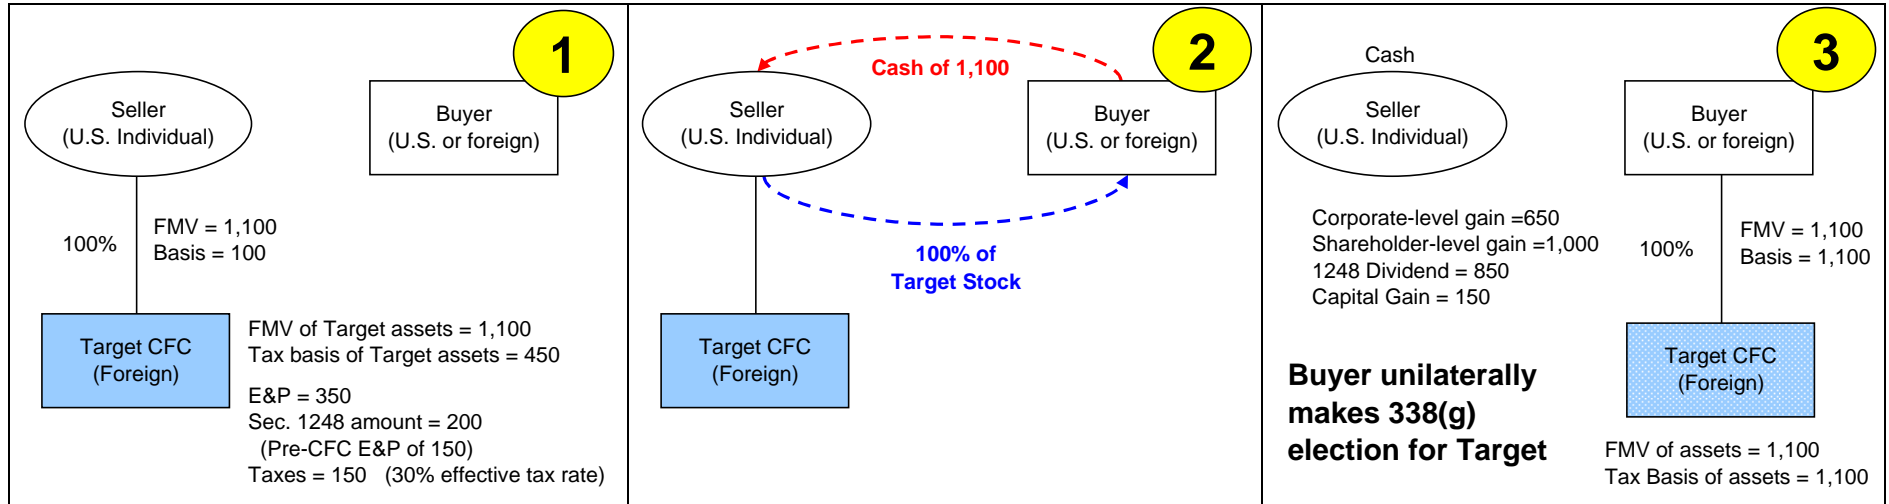 1
Seller
(U.S. Individual)
Buyer
(U.S. or foreign)
100%
FMV = 1,100
Basis = 100
Target CFC
(Foreign)
FMV of Target assets = 1,100
Tax basis of Target assets = 450
E&P = 350
Sec. 1248 amount = 200
(Pre-CFC E&P of 150)
Taxes = 150 (30% effective tax rate)
2
Cash of 1,100
Seller
(U.S. Individual)
Buyer
(U.S. or foreign)
100% of
Target Stock
Target CFC
(Foreign)
3
Cash
Seller
(U.S. Individual)
Buyer
(U.S. or foreign)
Corporate-level gain =650
Shareholder-level gain =1,000
1248 Dividend = 850
Capital Gain = 150
100%
FMV = 1,100
Basis = 1,100
Buyer unilaterally
makes 338(g)
election for Target
Target CFC
(Foreign)
FMV of assets = 1,100
Tax Basis of assets = 1,100